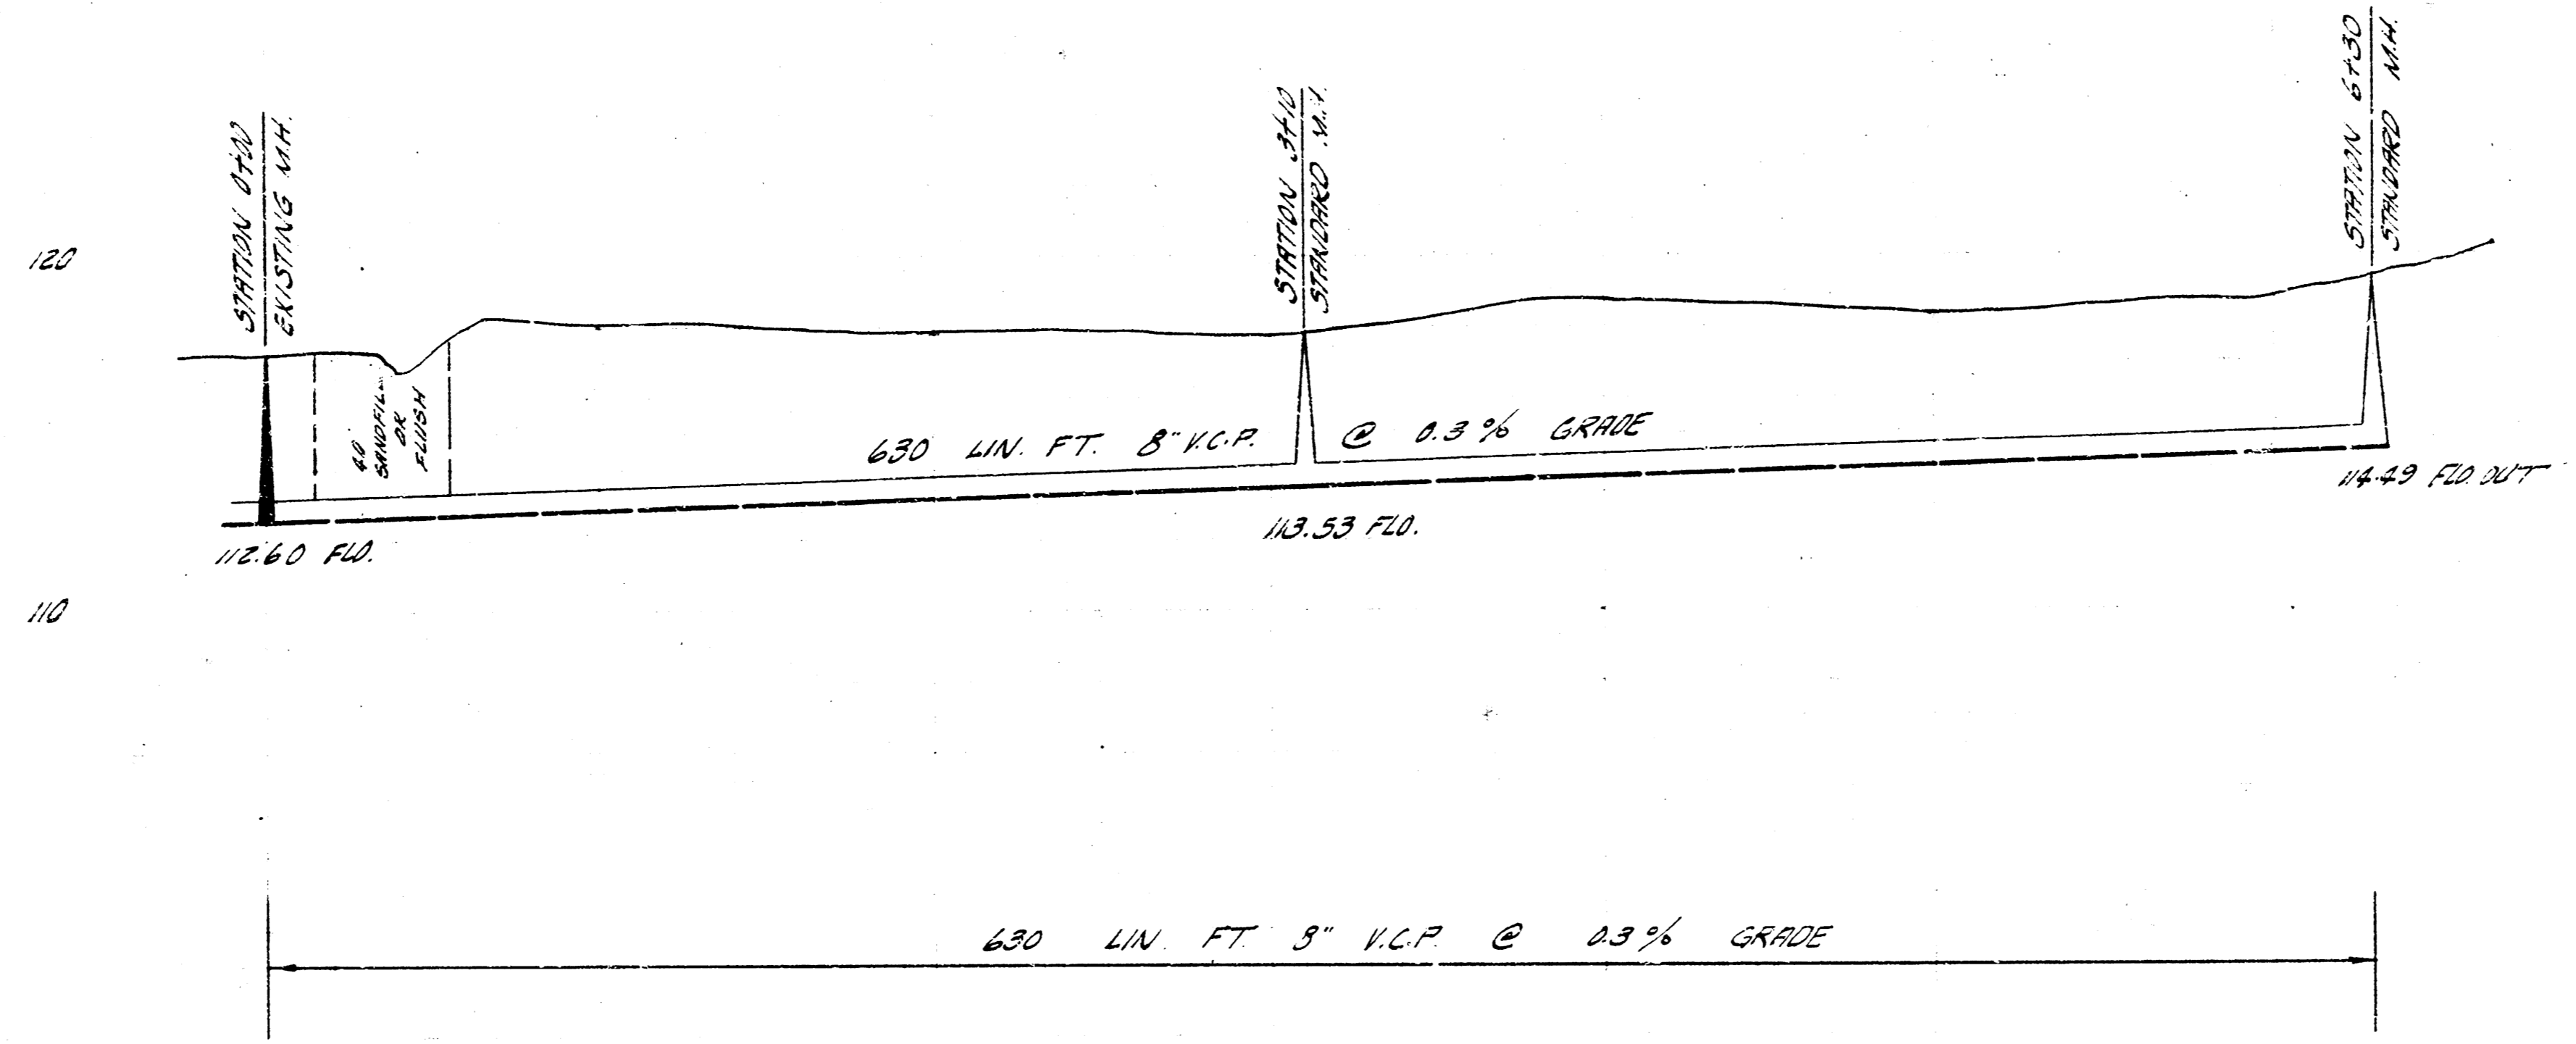 STATION 0+00
EXISTING M.H.
STATION 3+10
STANDARD M.H.
STATION 6+30
STANDARD M.H.
120
40'
SANDFILL
OR
FLUSH
630 LIN. FT. 8" V.C.P. @ 0.3% GRADE
112.60 FLO.
113.53 FLO.
114.49 FLO. OUT
110
630 LIN. FT. 8" V.C.P. @ 0.3% GRADE